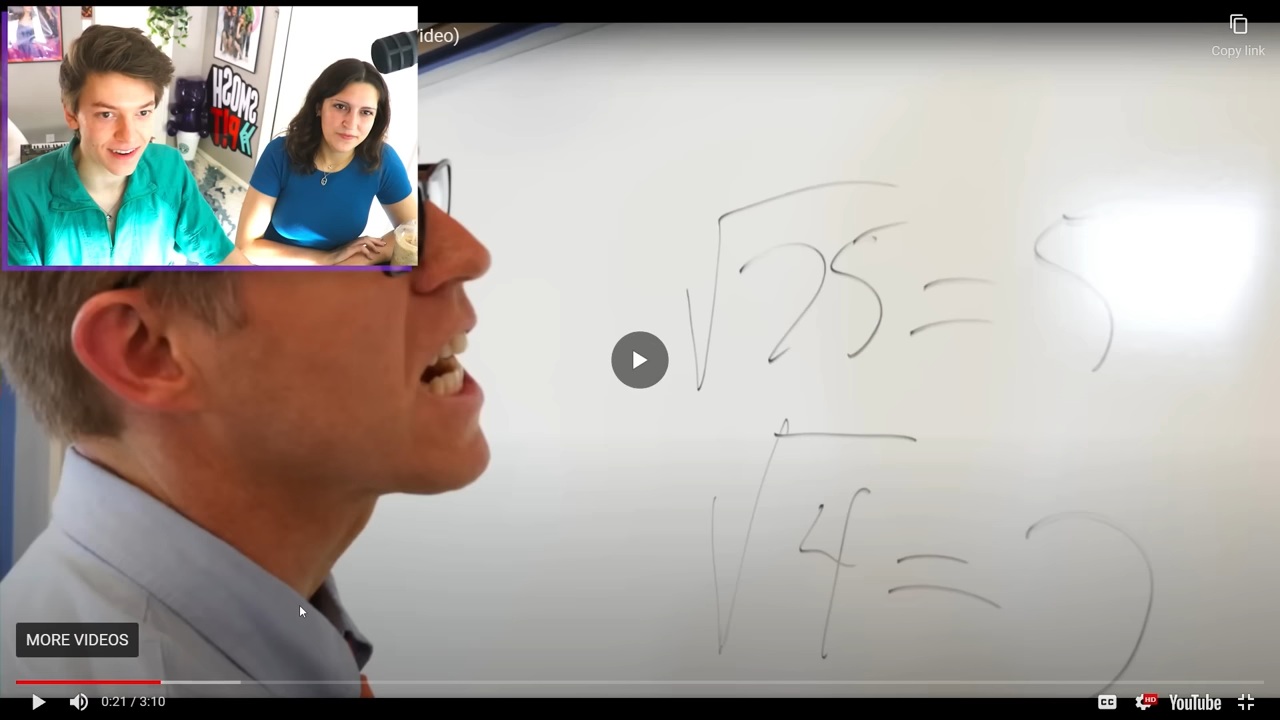 ideo)
Copy link
SMOSH
PIT
√25 = 5
√4 = 2
MORE VIDEOS
0:21 / 3:10
CC
HD
YouTube